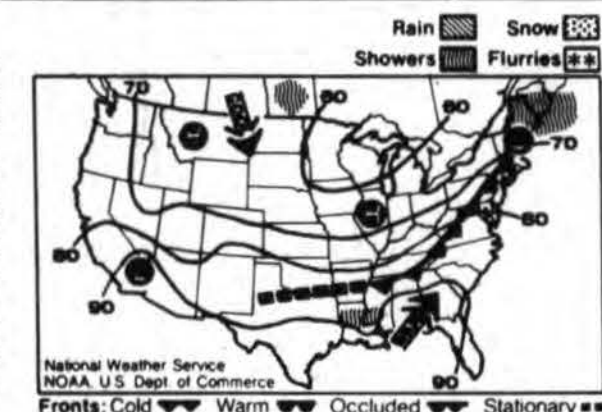 Rain Snow
Showers Flurries
70 60 60
70
80
80
90
90
National Weather Service
NOAA. U S Dept. of Commerce
Fronts: Cold Warm Occluded Stationary